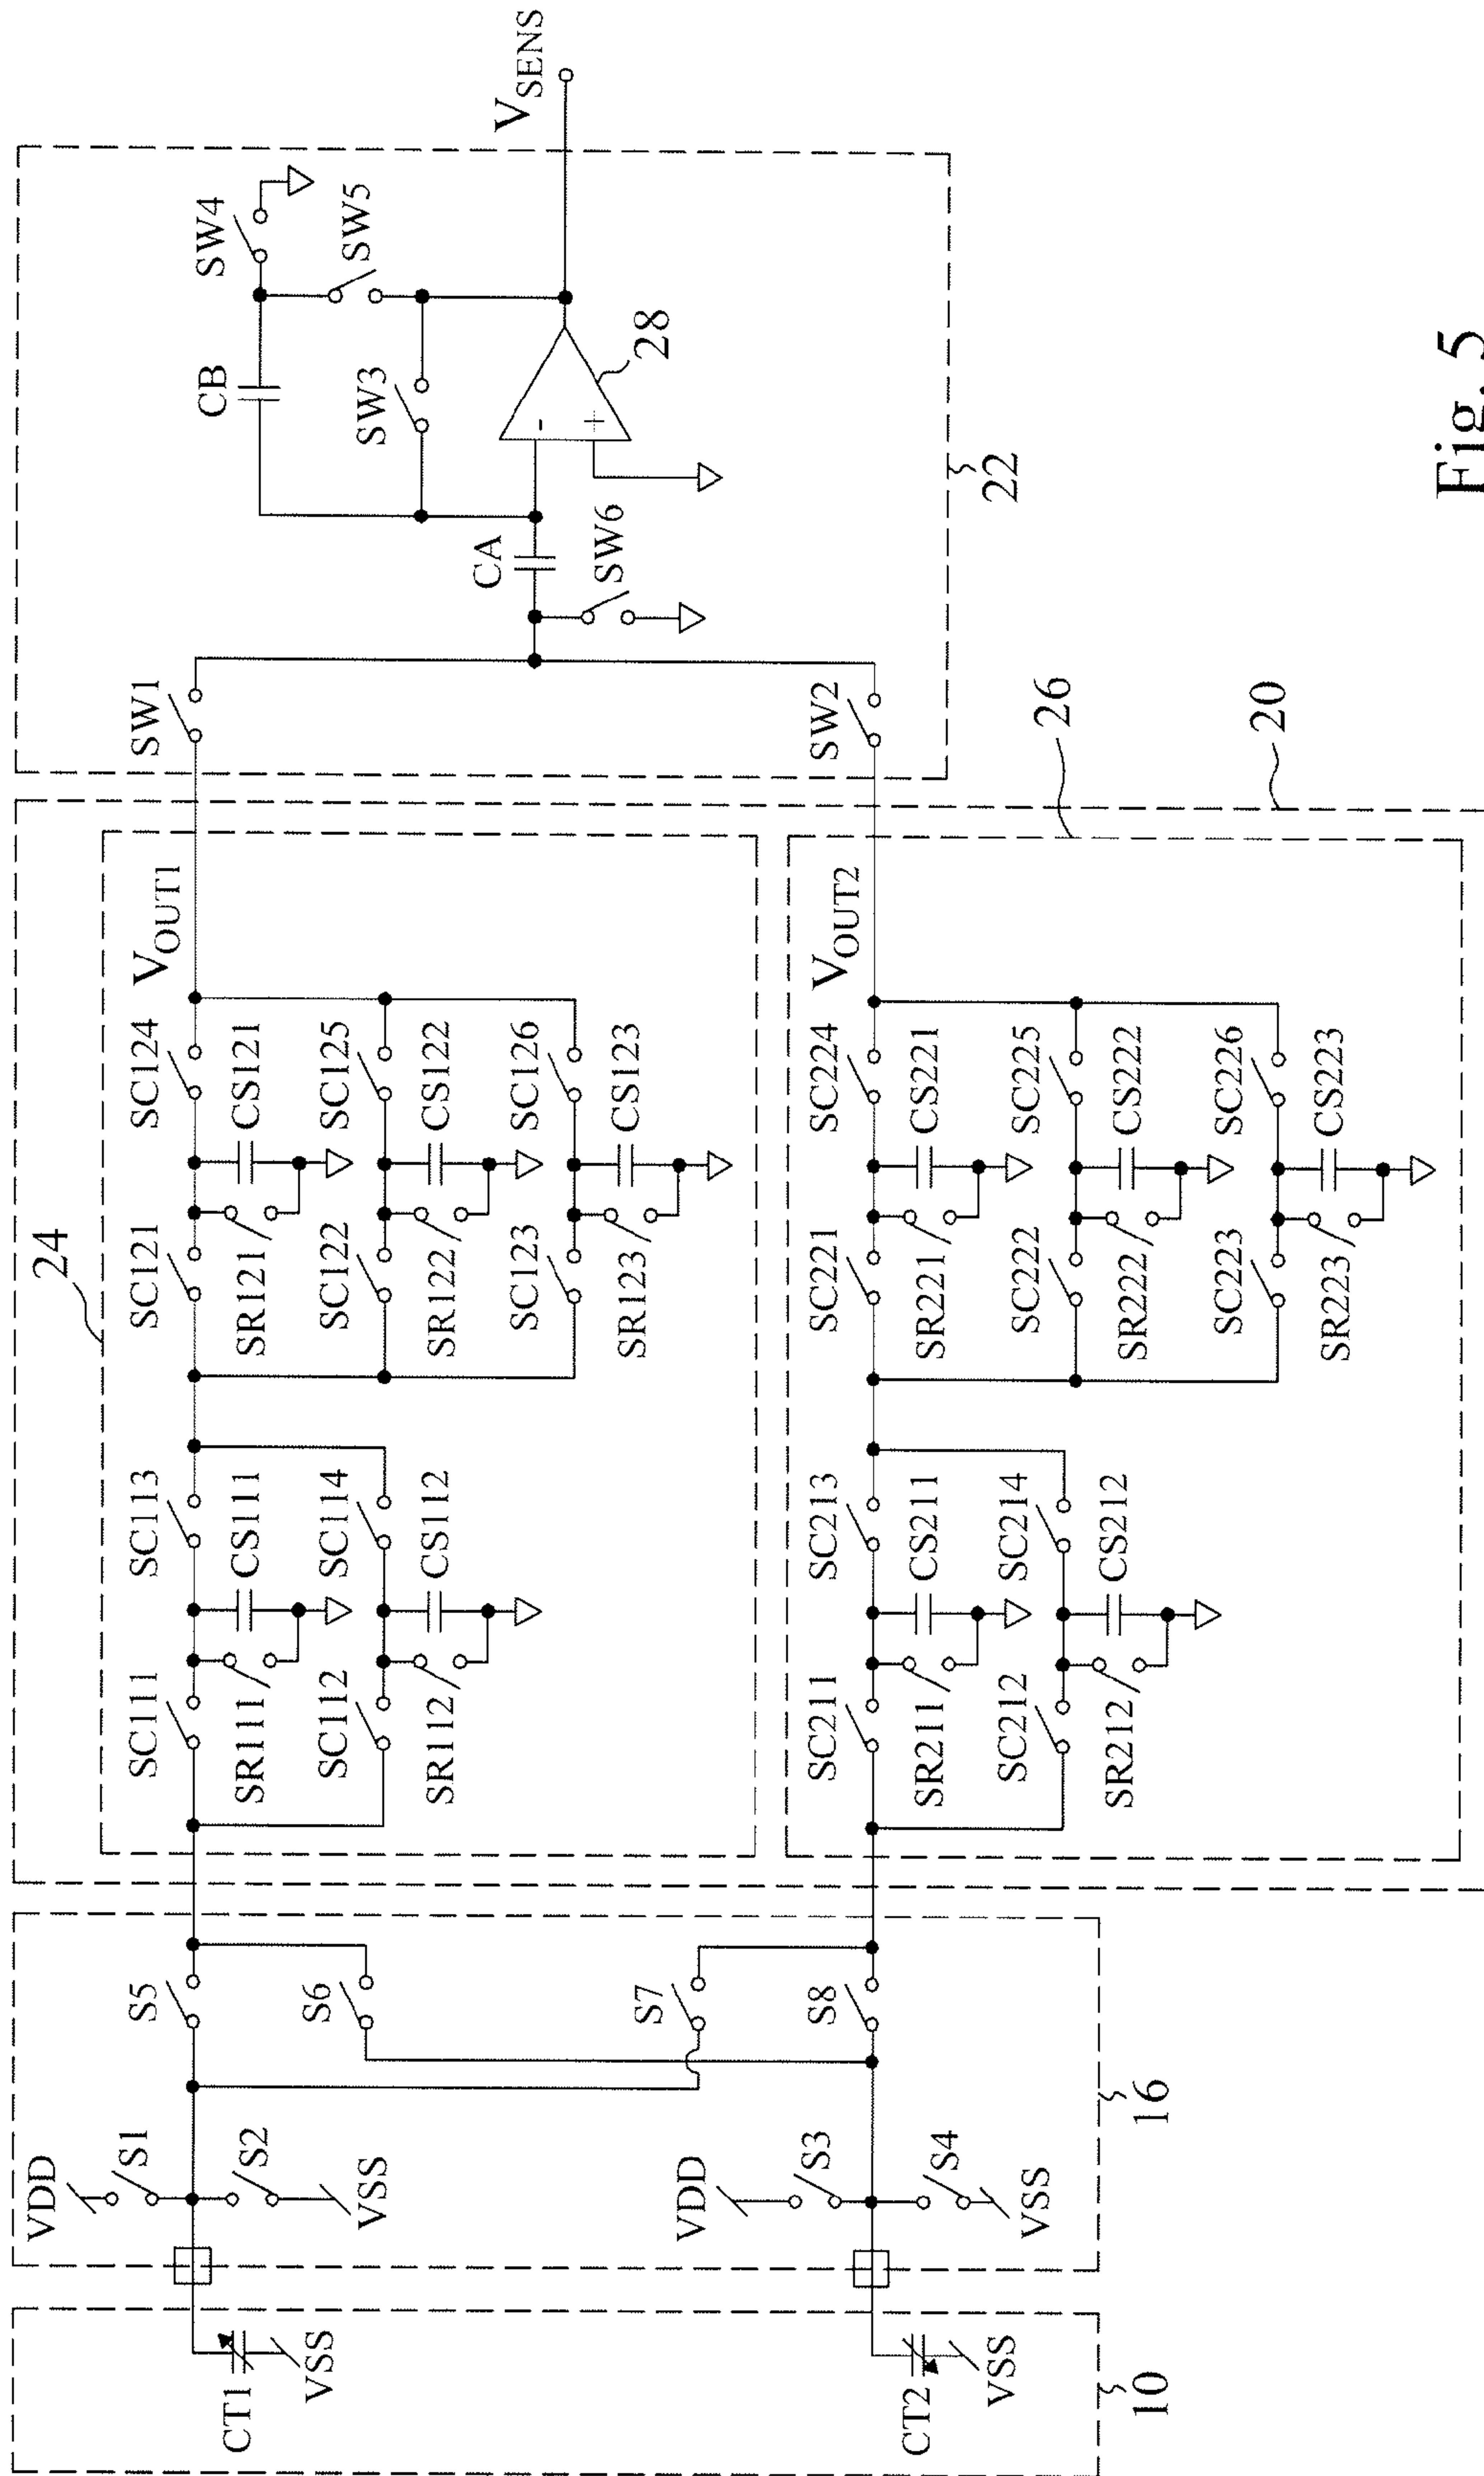 24
26
20
VDD
S1
S5
SC111
SC113
SC121
SC124
VOUT1
SW1
SW4
CT1
VSS
S2
VSS
SR111
CS111
SR121
CS121
CB
SW5
VSENS
S6
SC112
SC114
SC122
SC125
SW3
SR112
CS112
SR122
CS122
-
+
28
CA
SW6
SC123
SC126
SR123
CS123
22
VDD
S3
S7
S8
SC211
SC213
SC221
SC224
VOUT2
SW2
CT2
VSS
S4
VSS
SR211
CS211
SR221
CS221
SC212
SC214
SC222
SC225
SR212
CS212
SR222
CS222
SC223
SC226
SR223
CS223
10
16
Fig. 5